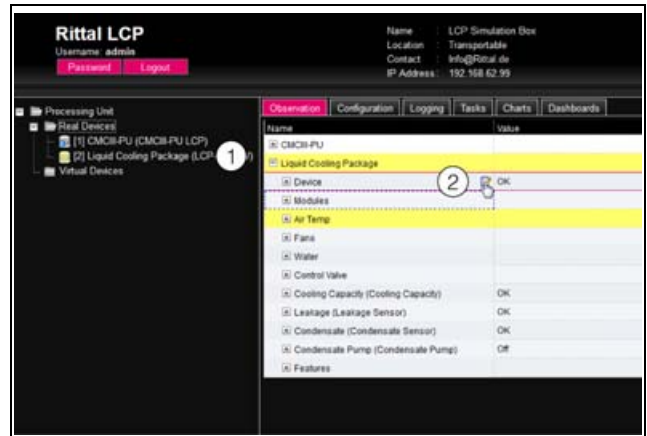 Rittal LCP
Username: admin
Password Logout
Name : LCP Simulation Box
Location : Transportable
Contact : Info@Rittal.de
IP Address: 192.168.62.99
Processing Unit
Real Devices
[1] CMCIII-PU (CMCIII-PU LCP)
[2] Liquid Cooling Package (LCP-
1
Virtual Devices
Observation Configuration Logging Tasks Charts Dashboards
Name Value
CMCIII-PU
Liquid Cooling Package
Device 2 OK
Modules
Air Temp
Fans
Water
Control Valve
Cooling Capacity (Cooling Capacity) OK
Leakage (Leakage Sensor) OK
Condensate (Condensate Sensor) OK
Condensate Pump (Condensate Pump) Off
Features